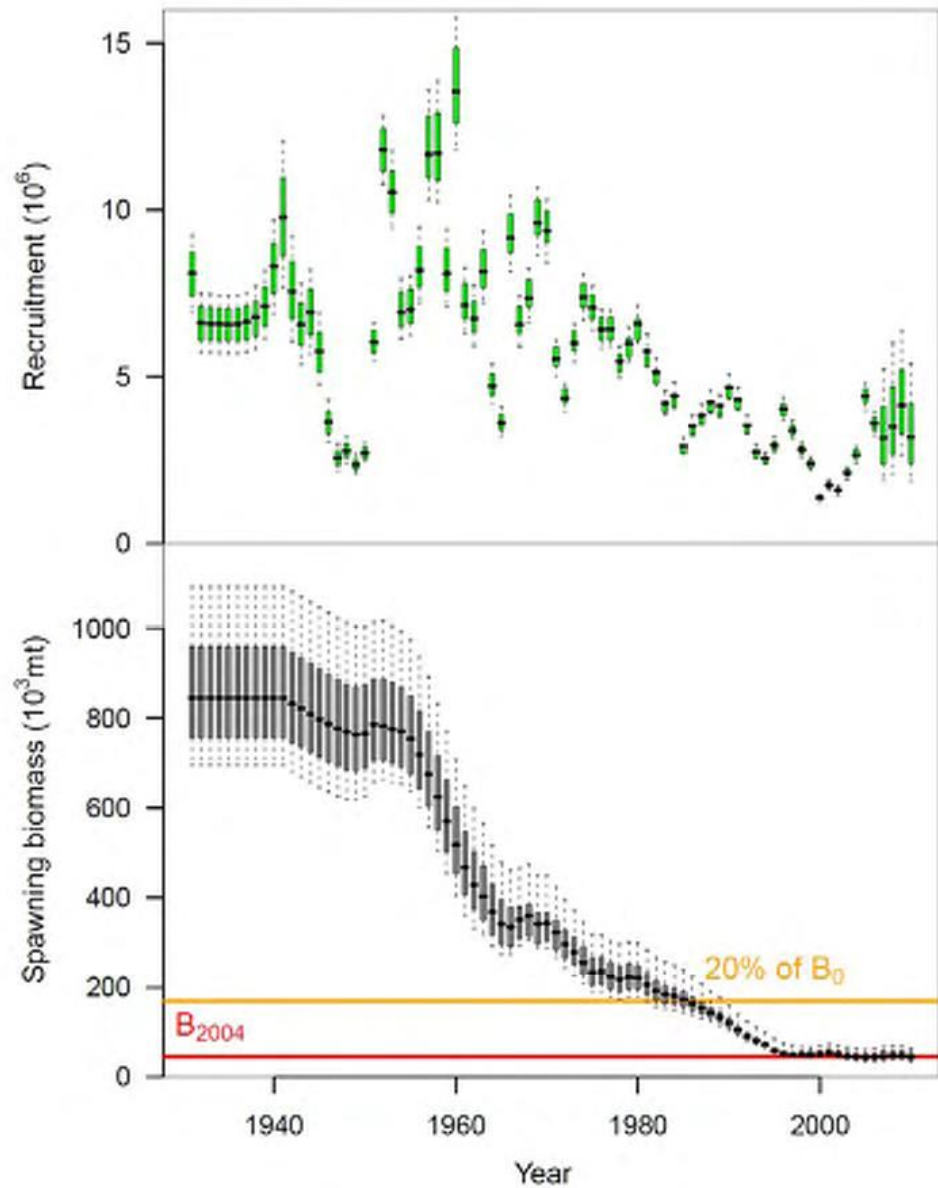 Recruitment (10⁶)
15
10
5
0
Spawning biomass (10³mt)
1000
800
600
400
200
0
20% of B₀
B₂₀₀₄
1940 1960 1980 2000
Year